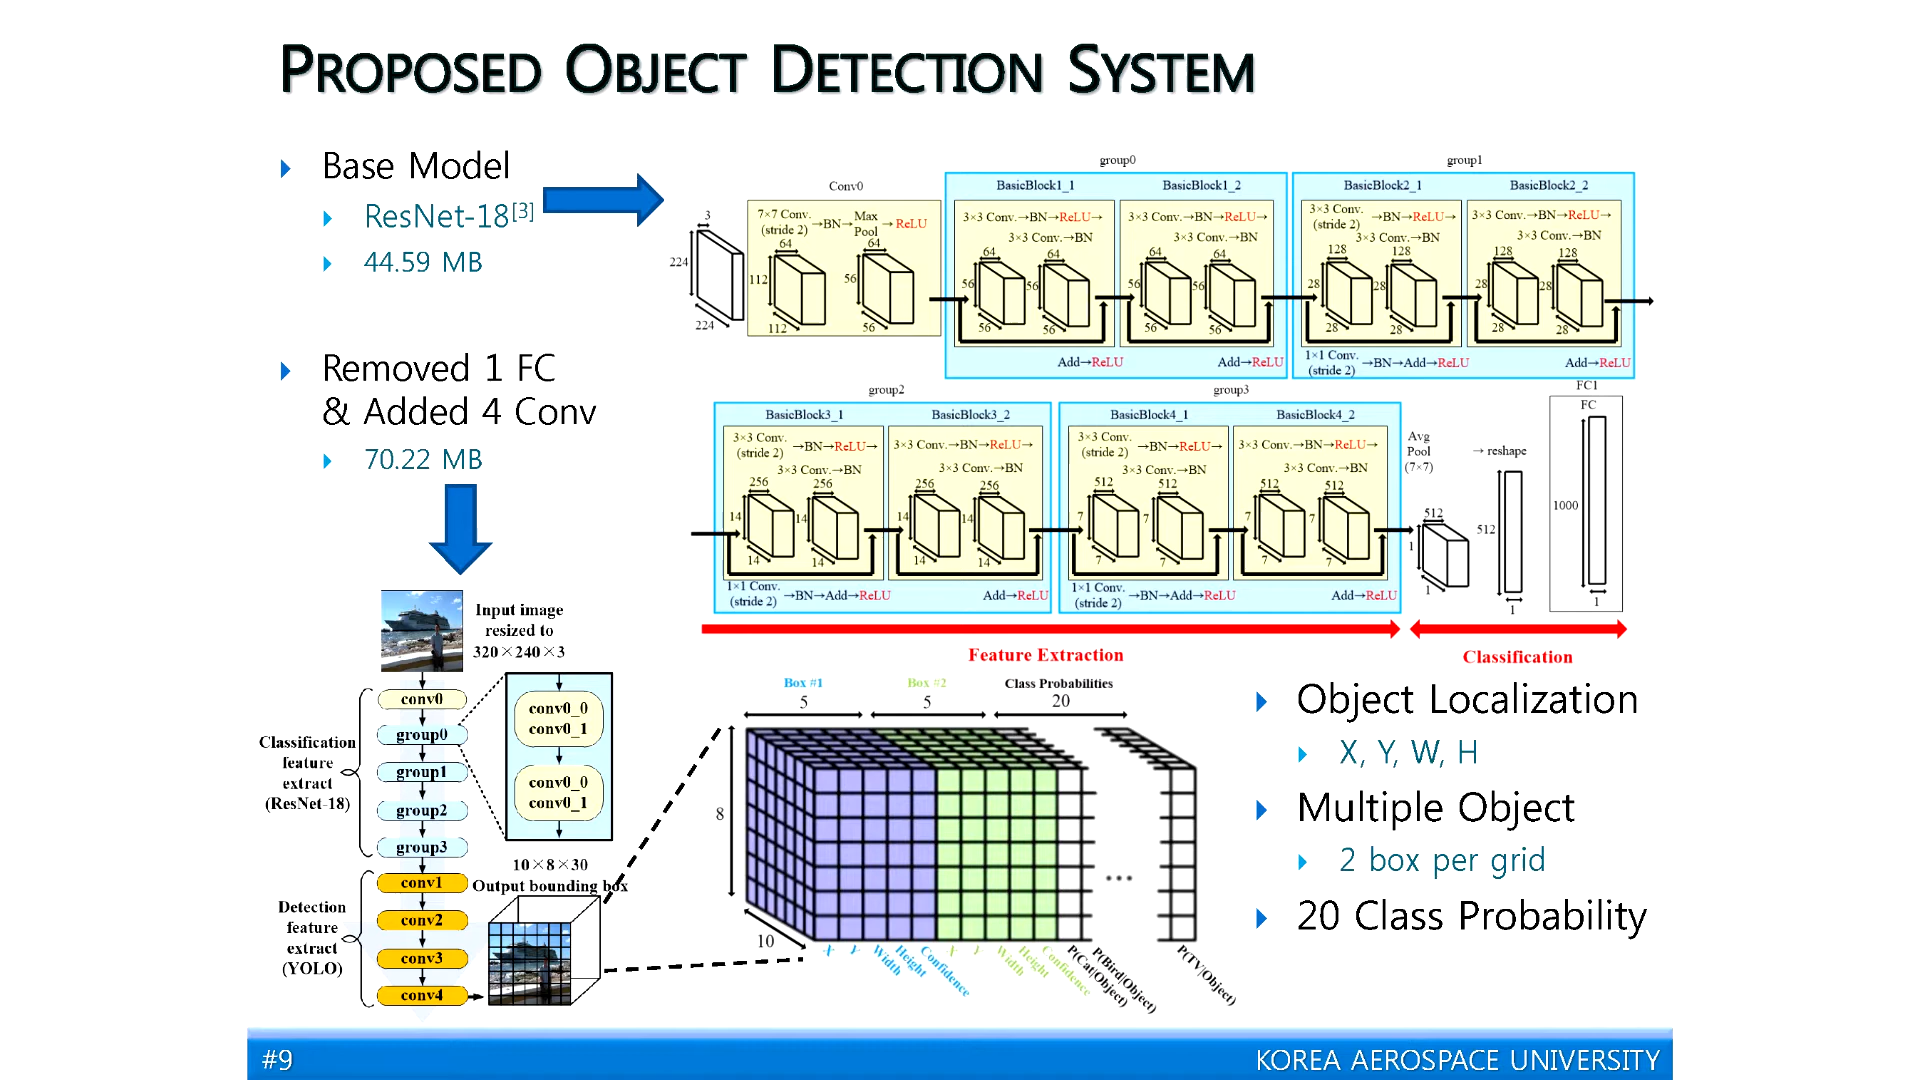 PROPOSED OBJECT DETECTION SYSTEM
Base Model
ResNet-18[3]
44.59 MB
Removed 1 FC
& Added 4 Conv
70.22 MB
group0
group1
Conv0
BasicBlock1_1
BasicBlock1_2
BasicBlock2_1
BasicBlock2_2
3
224
224
7×7 Conv.
(stride 2)
→BN→
Max
Pool
→ReLU
64
112
112
64
56
56
3×3 Conv.→BN→ReLU→
3×3 Conv.→BN
64
56
56
64
56
56
3×3 Conv.→BN→ReLU→
3×3 Conv.→BN
64
56
56
64
56
56
3×3 Conv.
(stride 2)
→BN→ReLU→
3×3 Conv.→BN
128
28
28
128
28
28
3×3 Conv.→BN→ReLU→
3×3 Conv.→BN
128
28
28
128
28
28
Add→ReLU
Add→ReLU
1×1 Conv.
(stride 2)
→BN→Add→ReLU
Add→ReLU
group2
group3
BasicBlock3_1
BasicBlock3_2
BasicBlock4_1
BasicBlock4_2
3×3 Conv.
(stride 2)
→BN→ReLU→
3×3 Conv.→BN
256
14
14
256
14
14
3×3 Conv.→BN→ReLU→
3×3 Conv.→BN
256
14
14
256
14
14
3×3 Conv.
(stride 2)
→BN→ReLU→
3×3 Conv.→BN
512
7
7
512
7
7
3×3 Conv.→BN→ReLU→
3×3 Conv.→BN
512
7
7
512
7
7
1×1 Conv.
(stride 2)
→BN→Add→ReLU
Add→ReLU
1×1 Conv.
(stride 2)
→BN→Add→ReLU
Add→ReLU
Avg
Pool
(7×7)
→ reshape
512
1
1
512
1
FC1
FC
1000
1
Feature Extraction
Classification
Input image
resized to
320×240×3
Classification
feature
extract
(ResNet-18)
conv0
group0
group1
group2
group3
conv0_0
conv0_1
conv0_0
conv0_1
Detection
feature
extract
(YOLO)
conv1
conv2
conv3
conv4
10×8×30
Output bounding box
Box #1
Box #2
Class Probabilities
5
5
20
8
10
...
X
Y
Width
Height
Confidence
X
Y
Width
Height
Confidence
P(Cat|Object)
P(Bird|Object)
P(TV|Object)
Object Localization
X, Y, W, H
Multiple Object
2 box per grid
20 Class Probability
#9
KOREA AEROSPACE UNIVERSITY